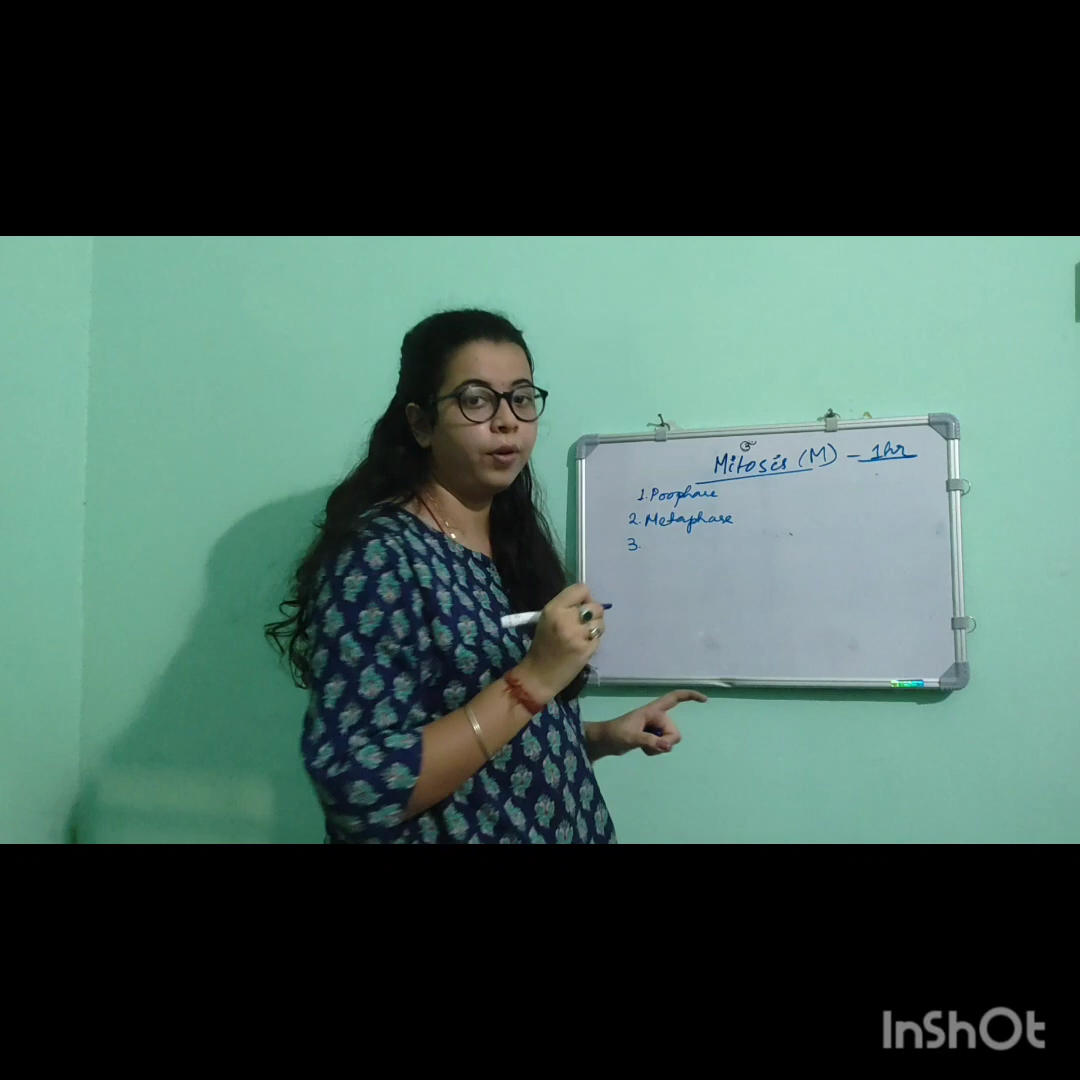 Mitosis (M) - 1hr
1. Prophase
2. Metaphase
3.
InShOt